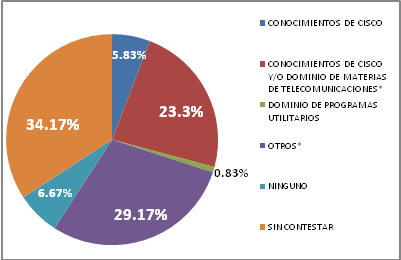 5.83%
23.3%
0.83%
29.17%
6.67%
34.17%
CONOCIMIENTOS DE CISCO
CONOCIMIENTOS DE CISCO
Y/O DOMINIO DE MATERIAS
DE TELECOMUNICACIONES*
DOMINIO DE PROGRAMAS
UTILITARIOS
OTROS*
NINGUNO
SIN CONTESTAR